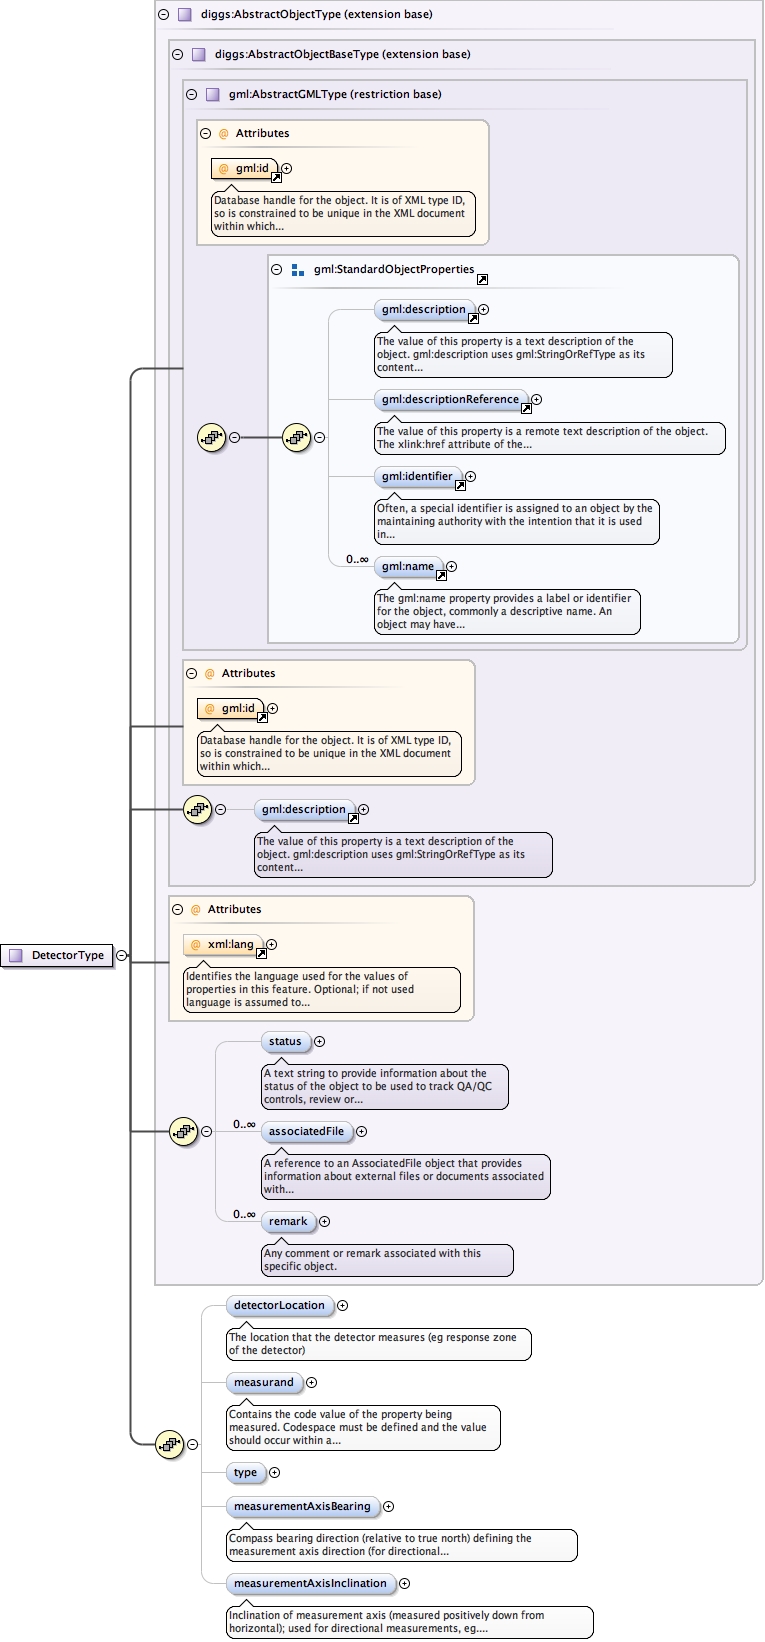 diggs:AbstractObjectType (extension base)
diggs:AbstractObjectBaseType (extension base)
gml:AbstractGMLType (restriction base)
@ Attributes
@ gml:id
Database handle for the object. It is of XML type ID,
so is constrained to be unique in the XML document
within which...
gml:StandardObjectProperties
gml:description
The value of this property is a text description of the
object. gml:description uses gml:StringOrRefType as its
content...
gml:descriptionReference
The value of this property is a remote text description of the object.
The xlink:href attribute of the...
gml:identifier
Often, a special identifier is assigned to an object by the
maintaining authority with the intention that it is used
in...
0..∞ gml:name
The gml:name property provides a label or identifier
for the object, commonly a descriptive name. An
object may have...
@ Attributes
@ gml:id
Database handle for the object. It is of XML type ID,
so is constrained to be unique in the XML document
within which...
gml:description
The value of this property is a text description of the
object. gml:description uses gml:StringOrRefType as its
content...
@ Attributes
@ xml:lang
DetectorType
Identifies the language used for the values of
properties in this feature. Optional; if not used
language is assumed to...
status
A text string to provide information about the
status of the object to be used to track QA/QC
controls, review or...
0..∞ associatedFile
A reference to an AssociatedFile object that provides
information about external files or documents associated
with...
0..∞ remark
Any comment or remark associated with this
specific object.
detectorLocation
The location that the detector measures (eg response zone
of the detector)
measurand
Contains the code value of the property being
measured. Codespace must be defined and the value
should occur within a...
type
measurementAxisBearing
Compass bearing direction (relative to true north) defining the
measurement axis direction (for directional...
measurementAxisInclination
Inclination of measurement axis (measured positively down from
horizontal); used for directional measurements, eg....